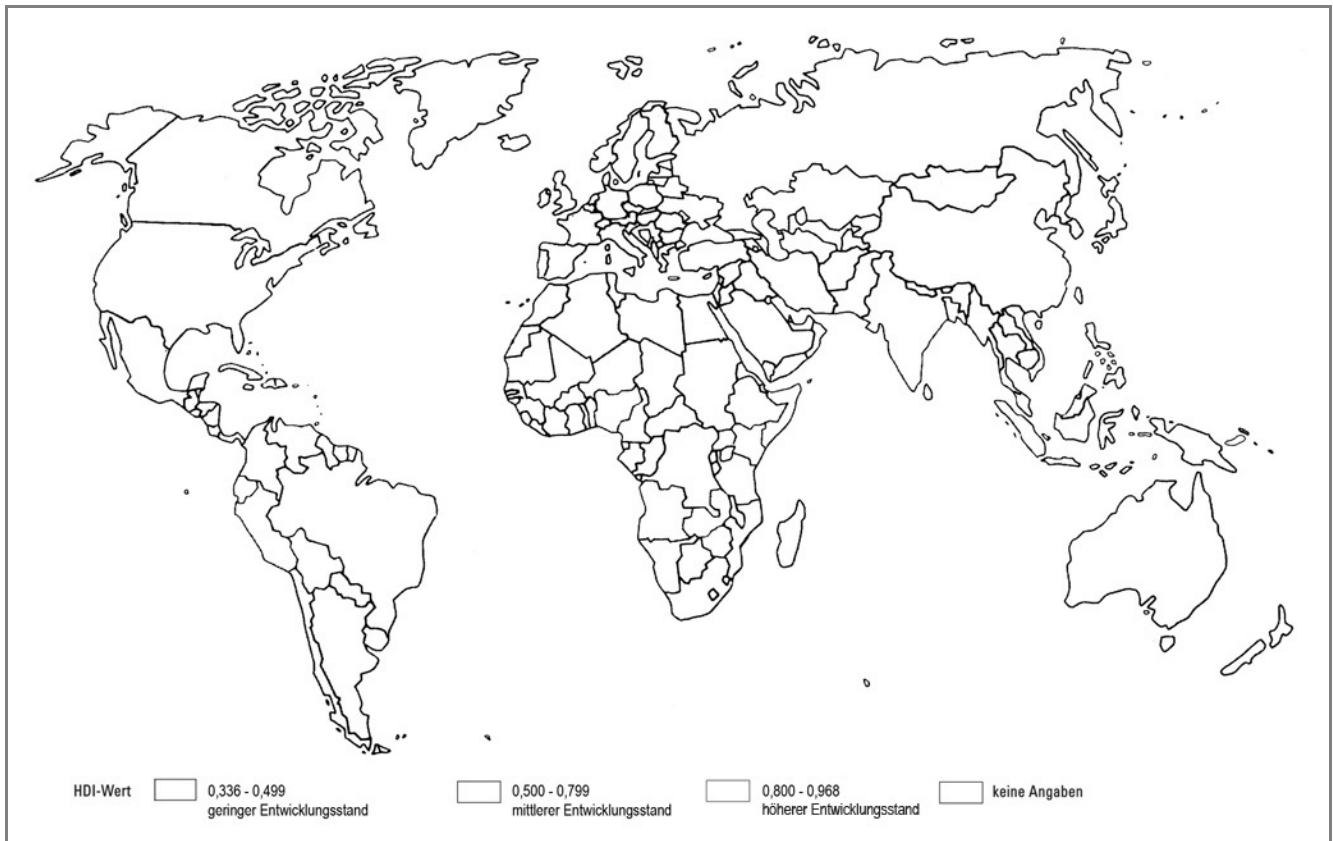 HDI-Wert
0,336 - 0,499
geringer Entwicklungsstand
0,500 - 0,799
mittlerer Entwicklungsstand
0,800 - 0,968
höherer Entwicklungsstand
keine Angaben